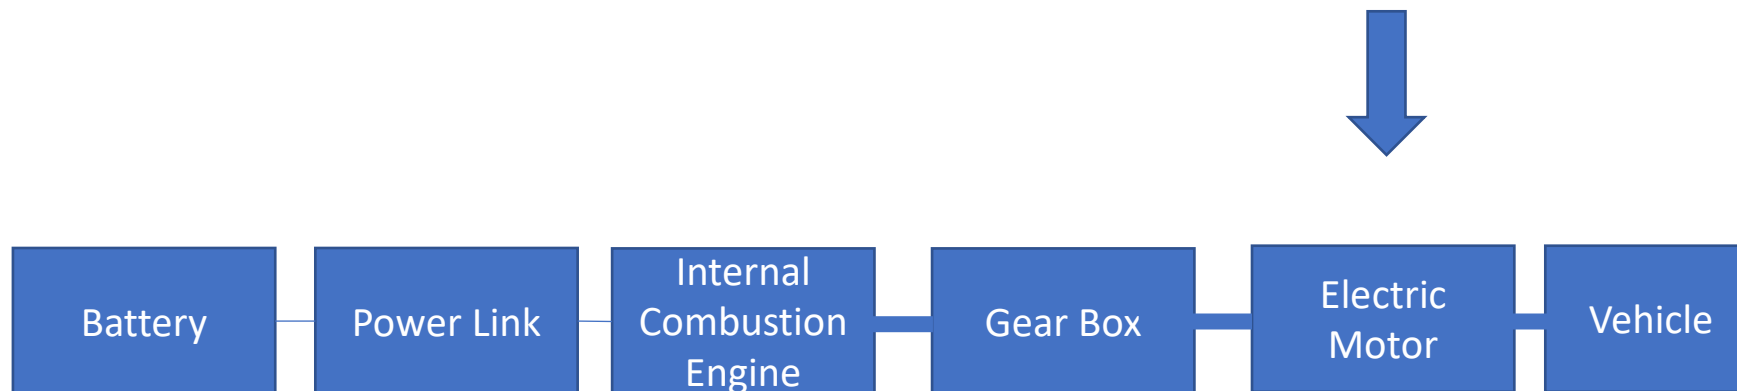 Battery
Power Link
Internal
Combustion
Engine
Gear Box
Electric
Motor
Vehicle